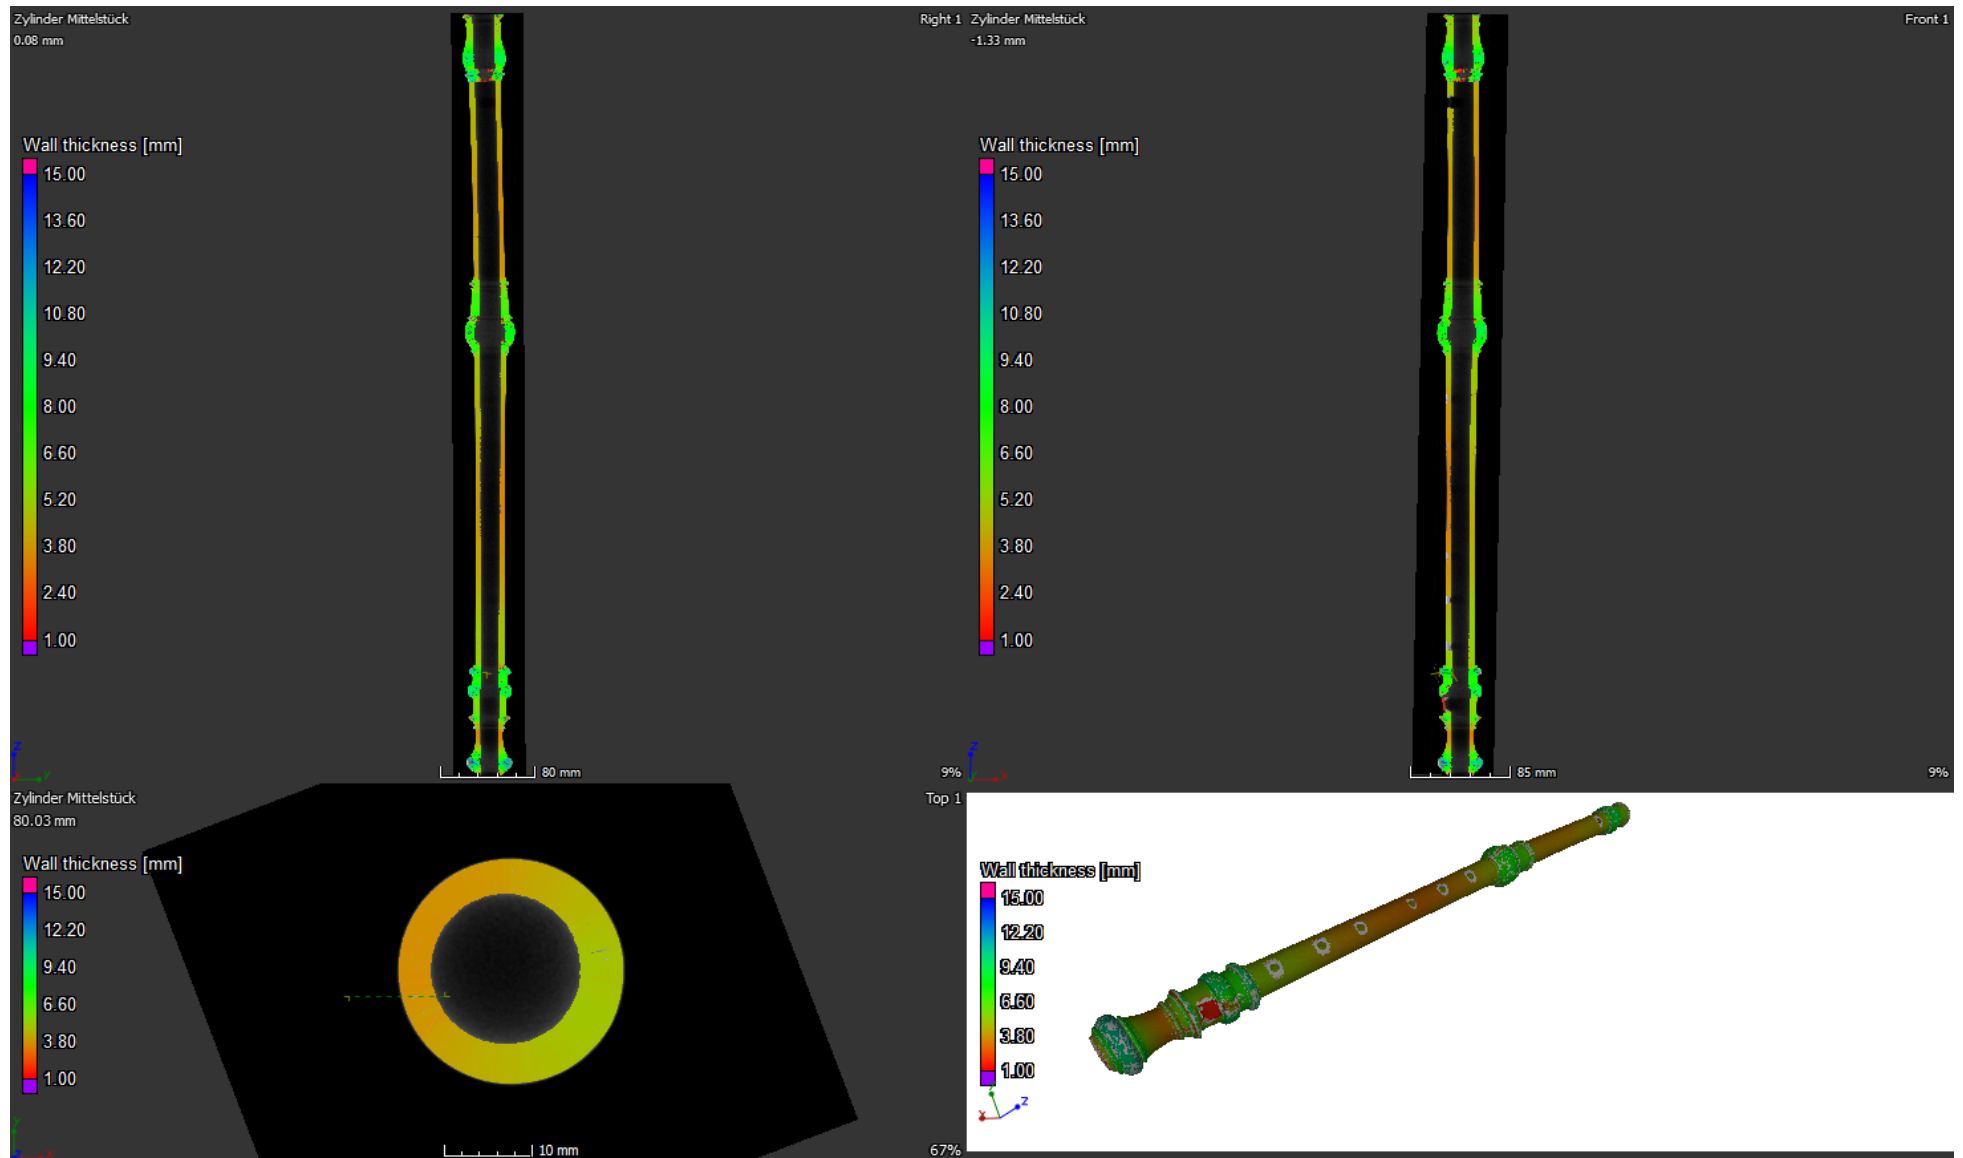 Zylinder Mittelstück
Right 1
0.08 mm
Wall thickness [mm]
15.00
13.60
12.20
10.80
9.40
8.00
6.60
5.20
3.80
2.40
1.00
Z
Y
80 mm
9%
Zylinder Mittelstück
Front 1
-1.33 mm
Wall thickness [mm]
15.00
13.60
12.20
10.80
9.40
8.00
6.60
5.20
3.80
2.40
1.00
Z
X
85 mm
9%
Zylinder Mittelstück
Top 1
80.03 mm
Wall thickness [mm]
15.00
12.20
9.40
6.60
3.80
1.00
Y
X
10 mm
67%
Wall thickness [mm]
15.00
12.20
9.40
6.60
3.80
1.00
X
Z